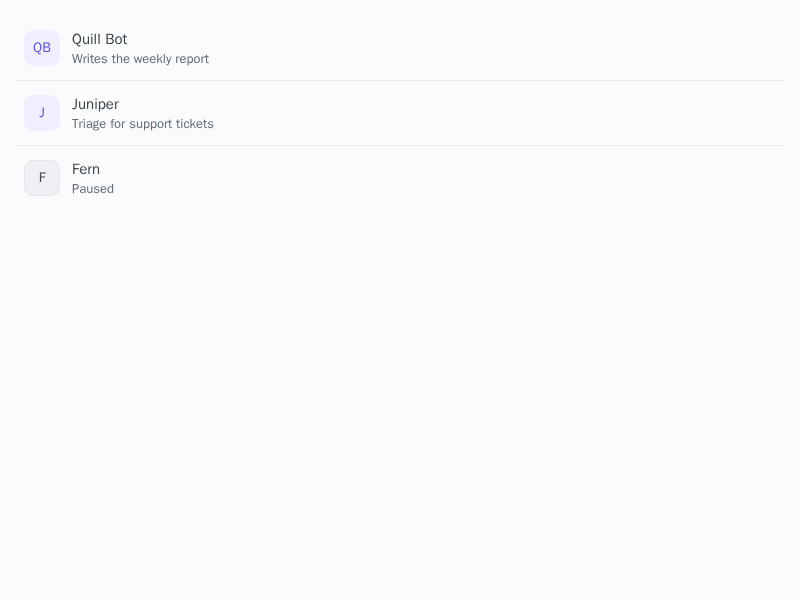 QB
Quill Bot
Writes the weekly report
J
Juniper
Triage for support tickets
F
Fern
Paused